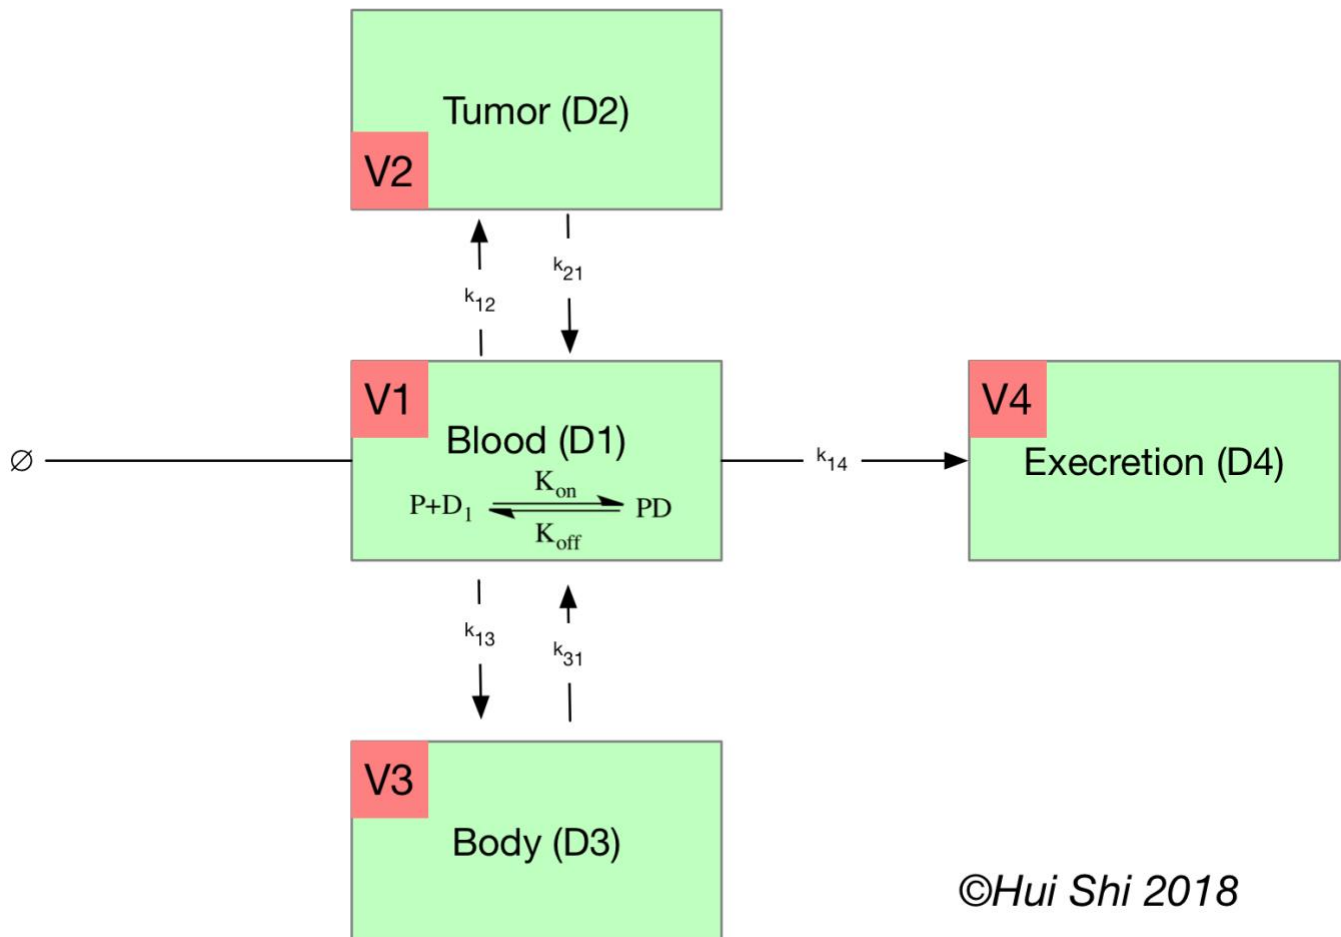 Tumor (D2)
V2
k12
k21
V1
Blood (D1)
∅
k14
V4
Execretion (D4)
Kon
P+D1 ⇌ PD
Koff
k13
k31
V3
Body (D3)
©Hui Shi 2018